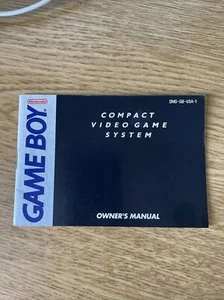 DMG-GB-USA-1
Nintendo
GAME BOY
COMPACT
VIDEO GAME
SYSTEM
OWNER'S MANUAL